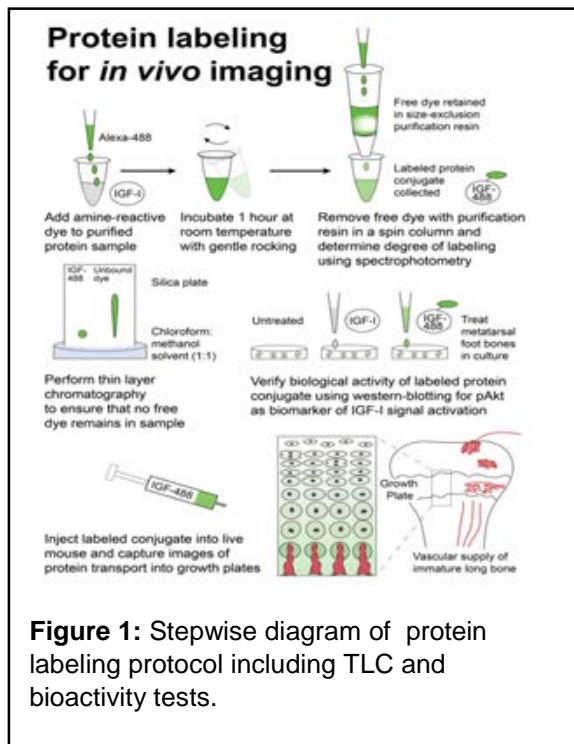 Protein labeling
for in vivo imaging
Alexa-488
IGF-I
Add amine-reactive
dye to purified
protein sample
Incubate 1 hour at
room temperature
with gentle rocking
Free dye retained
in size-exclusion
purification resin
Labeled protein
conjugate
collected
IGF-
488
Remove free dye with purification
resin in a spin column and
determine degree of labeling
using spectrophotometry
IGF-
488
Unbound
dye
Silica plate
Chloroform:
methanol
solvent (1:1)
Perform thin layer
chromatography
to ensure that no free
dye remains in sample
Untreated
IGF-I
IGF-
488
Treat
metatarsal
foot bones
in culture
Verify biological activity of labeled protein
conjugate using western-blotting for pAkt
as biomarker of IGF-I signal activation
IGF-488
Inject labeled conjugate into live
mouse and capture images of
protein transport into growth plates
Growth
Plate
Vascular supply of
immature long bone
Figure 1: Stepwise diagram of protein
labeling protocol including TLC and
bioactivity tests.